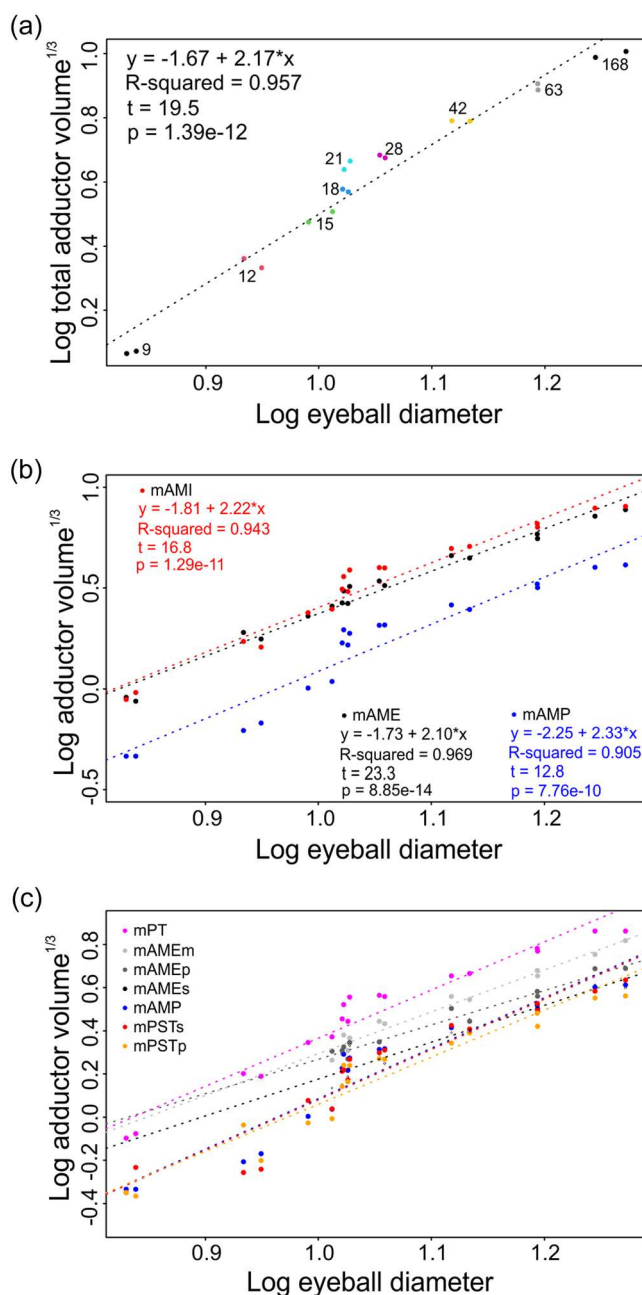 (a)
y = -1.67 + 2.17*x
R-squared = 0.957
t = 19.5
p = 1.39e-12
168
63
42
28
21
18
15
12
9
1.0
0.8
0.6
0.4
0.2
Log total adductor volume1/3
0.9 1.0 1.1 1.2
Log eyeball diameter
(b)
mAMI
y = -1.81 + 2.22*x
R-squared = 0.943
t = 16.8
p = 1.29e-11
mAME
y = -1.73 + 2.10*x
R-squared = 0.969
t = 23.3
p = 8.85e-14
mAMP
y = -2.25 + 2.33*x
R-squared = 0.905
t = 12.8
p = 7.76e-10
1.0
0.5
0.0
-0.5
Log adductor volume1/3
0.9 1.0 1.1 1.2
Log eyeball diameter
(c)
mPT
mAMEm
mAMEp
mAMEs
mAMP
mPSTs
mPSTp
0.8
0.6
0.4
0.2
0.0
-0.2
-0.4
Log adductor volume1/3
0.9 1.0 1.1 1.2
Log eyeball diameter